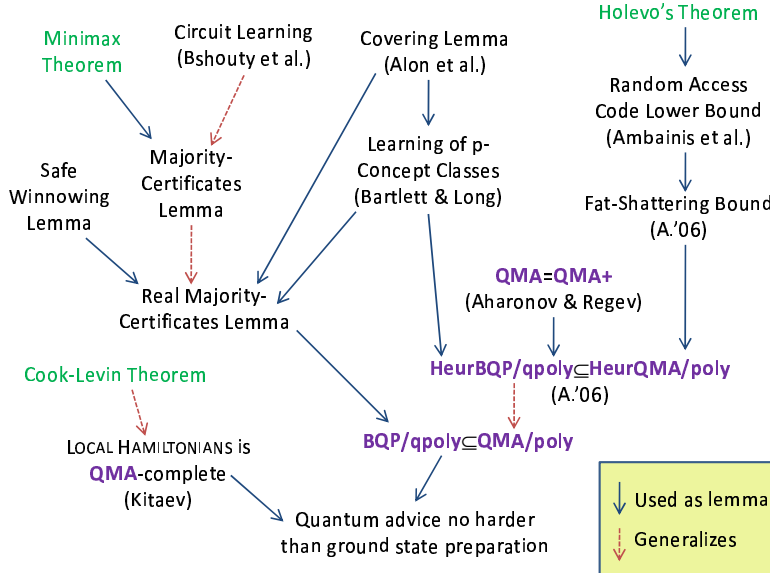 Minimax
Theorem
Circuit Learning
(Bshouty et al.)
Covering Lemma
(Alon et al.)
Holevo's Theorem
Random Access
Code Lower Bound
(Ambainis et al.)
Safe
Winnowing
Lemma
Majority-
Certificates
Lemma
Learning of p-
Concept Classes
(Bartlett & Long)
Fat-Shattering Bound
(A.'06)
QMA=QMA+
(Aharonov & Regev)
Real Majority-
Certificates Lemma
HeurBQP/qpoly⊆HeurQMA/poly
(A.'06)
Cook-Levin Theorem
LOCAL HAMILTONIANS is
QMA-complete
(Kitaev)
BQP/qpoly⊆QMA/poly
Quantum advice no harder
than ground state preparation
Used as lemma
Generalizes